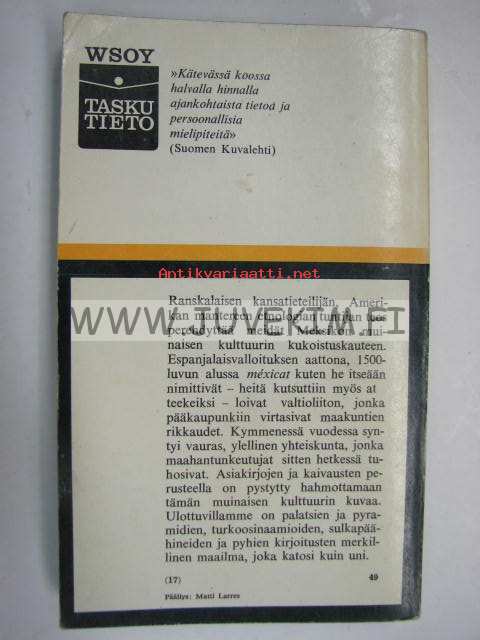 WSOY
TASKU
TIETO
»Kätevässä koossa
halvalla hinnalla
ajankohtaista tietoa ja
persoonallisia
mielipiteitä»
(Suomen Kuvalehti)
Antikvariaatti.net
Ranskalaisen kansatieteilijän, Ameri-
kan mantereen etnologian tuntijan teos
perehdyttää meidät Meksikon mui-
naisen kulttuurin kukoistuskauteen.
WWW.JUVEKIM.FI
Espanjalaisvalloituksen aattona, 1500-
luvun alussa méxicat kuten he itseään
nimittivät – heitä kutsuttiin myös at
teekeiksi – loivat valtioliiton, jonka
pääkaupunkiin virtasivat maakuntien
rikkaudet. Kymmenessä vuodessa syn-
tyi vauras, ylellinen yhteiskunta, jonka
maahantunkeutujat sitten hetkessä tu-
hosivat. Asiakirjojen ja kaivausten pe-
rusteella on pystytty hahmottamaan
tämän muinaisen kulttuurin kuvaa.
Ulottuvillamme on palatsien ja pyra-
midien, turkoosinaamioiden, sulkapää-
hineiden ja pyhien kirjoitusten merkil-
linen maailma, joka katosi kuin uni.
(17) 49
Päällys: Matti Larres